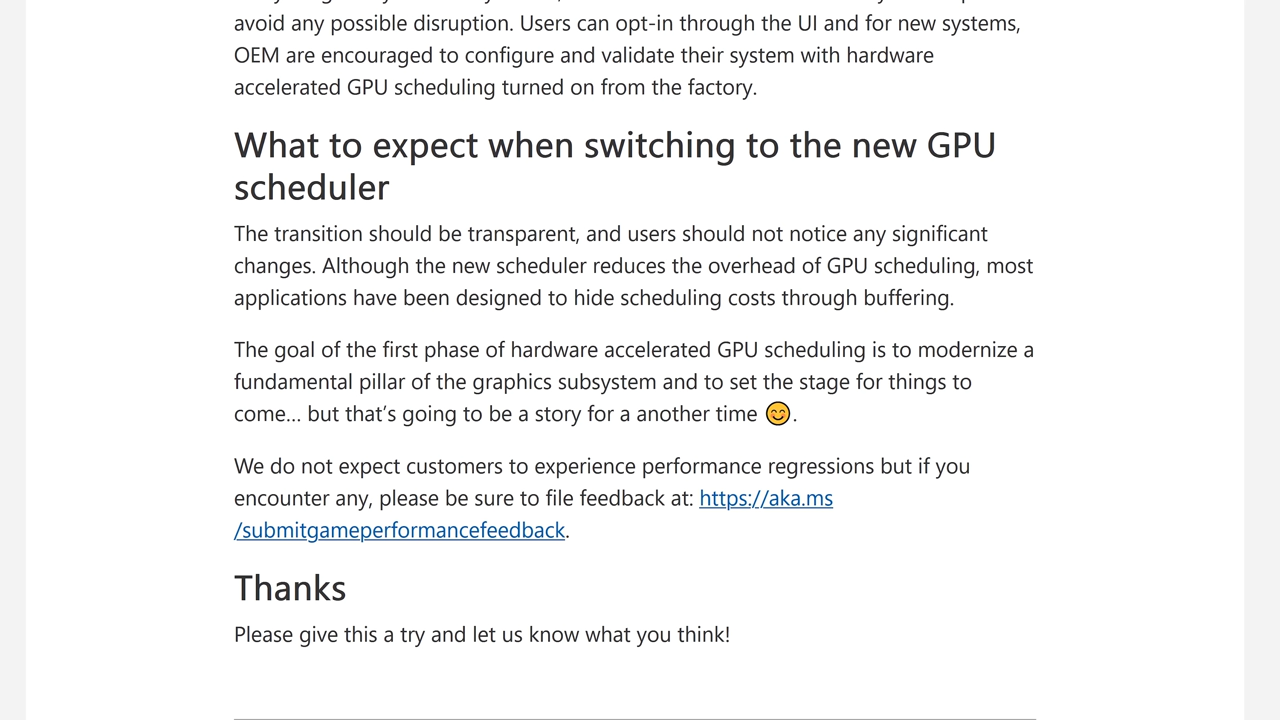 avoid any possible disruption. Users can opt-in through the UI and for new systems,
OEM are encouraged to configure and validate their system with hardware
accelerated GPU scheduling turned on from the factory.
What to expect when switching to the new GPU
scheduler
The transition should be transparent, and users should not notice any significant
changes. Although the new scheduler reduces the overhead of GPU scheduling, most
applications have been designed to hide scheduling costs through buffering.
The goal of the first phase of hardware accelerated GPU scheduling is to modernize a
fundamental pillar of the graphics subsystem and to set the stage for things to
come… but that’s going to be a story for a another time 😊.
We do not expect customers to experience performance regressions but if you
encounter any, please be sure to file feedback at: https://aka.ms
/submitgameperformancefeedback.
Thanks
Please give this a try and let us know what you think!